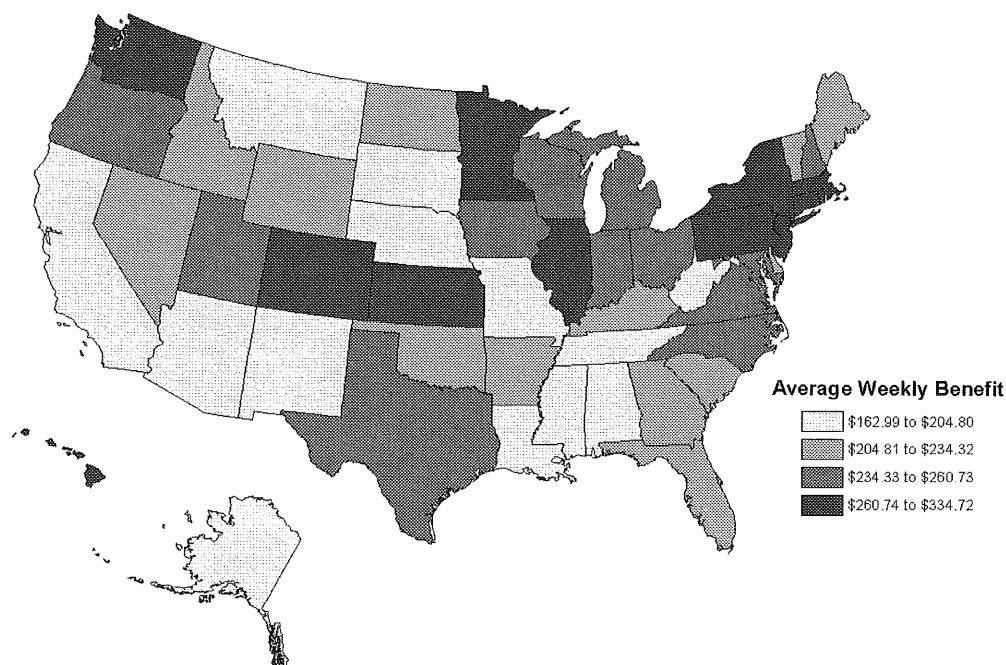 Average Weekly Benefit
$162.99 to $204.80
$204.81 to $234.32
$234.33 to $260.73
$260.74 to $334.72